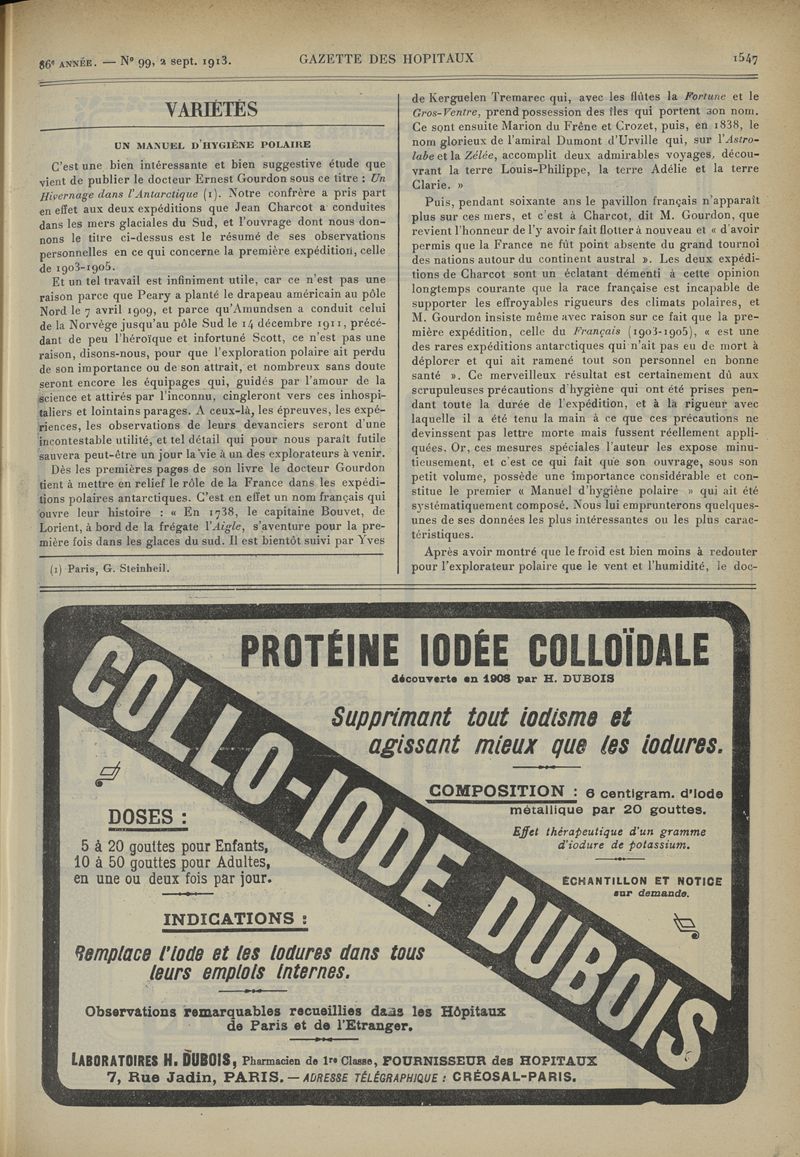 86e ANNÉE. — N° 99, 2 sept. 1913.
GAZETTE DES HOPITAUX
1547
VARIÉTÉS
UN MANUEL D'HYGIÈNE POLAIRE
C'est une bien intéressante et bien suggestive étude que
vient de publier le docteur Ernest Gourdon sous ce titre : Un
Hivernage dans l'Antarctique (1). Notre confrère a pris part
en effet aux deux expéditions que Jean Charcot a conduites
dans les mers glaciales du Sud, et l'ouvrage dont nous don-
nons le titre ci-dessus est le résumé de ses observations
personnelles en ce qui concerne la première expédition, celle
de 1903-1905.
Et un tel travail est infiniment utile, car ce n'est pas une
raison parce que Peary a planté le drapeau américain au pôle
Nord le 7 avril 1909, et parce qu'Amundsen a conduit celui
de la Norvège jusqu'au pôle Sud le 14 décembre 1911, précé-
dant de peu l'héroïque et infortuné Scott, ce n'est pas une
raison, disons-nous, pour que l'exploration polaire ait perdu
de son importance ou de son attrait, et nombreux sans doute
seront encore les équipages qui, guidés par l'amour de la
science et attirés par l'inconnu, cingleront vers ces inhospi-
taliers et lointains parages. A ceux-là, les épreuves, les expé-
riences, les observations de leurs devanciers seront d'une
incontestable utilité, et tel détail qui pour nous paraît futile
sauvera peut-être un jour la vie à un des explorateurs à venir.
Dès les premières pages de son livre le docteur Gourdon
tient à mettre en relief le rôle de la France dans les expédi-
tions polaires antarctiques. C'est en effet un nom français qui
ouvre leur histoire : « En 1738, le capitaine Bouvet, de
Lorient, à bord de la frégate l'Aigle, s'aventure pour la pre-
mière fois dans les glaces du sud. Il est bientôt suivi par Yves
(1) Paris, G. Steinheil.
de Kerguelen Tremarec qui, avec les flûtes la Fortune et le
Gros-Ventre, prend possession des îles qui portent son nom.
Ce sont ensuite Marion du Frêne et Crozet, puis, en 1838, le
nom glorieux de l'amiral Dumont d'Urville qui, sur l'Astro-
labe et la Zélée, accomplit deux admirables voyages, décou-
vrant la terre Louis-Philippe, la terre Adélie et la terre
Clarie. »
Puis, pendant soixante ans le pavillon français n'apparaît
plus sur ces mers, et c'est à Charcot, dit M. Gourdon, que
revient l'honneur de l'y avoir fait flotter à nouveau et « d'avoir
permis que la France ne fût point absente du grand tournoi
des nations autour du continent austral ». Les deux expédi-
tions de Charcot sont un éclatant démenti à cette opinion
longtemps courante que la race française est incapable de
supporter les effroyables rigueurs des climats polaires, et
M. Gourdon insiste même avec raison sur ce fait que la pre-
mière expédition, celle du Français (1903-1905), « est une
des rares expéditions antarctiques qui n'ait pas eu de mort à
déplorer et qui ait ramené tout son personnel en bonne
santé ». Ce merveilleux résultat est certainement dû aux
scrupuleuses précautions d'hygiène qui ont été prises pen-
dant toute la durée de l'expédition, et à la rigueur avec
laquelle il a été tenu la main à ce que ces précautions ne
devinssent pas lettre morte mais fussent réellement appli-
quées. Or, ces mesures spéciales l'auteur les expose minu-
tieusement, et c'est ce qui fait que son ouvrage, sous son
petit volume, possède une importance considérable et con-
stitue le premier « Manuel d'hygiène polaire » qui ait été
systématiquement composé. Nous lui emprunterons quelques-
unes de ses données les plus intéressantes ou les plus carac-
téristiques.
Après avoir montré que le froid est bien moins à redouter
pour l'explorateur polaire que le vent et l'humidité, le doc-
PROTÉINE IODÉE COLLOÏDALE
découverte en 1908 par H. DUBOIS
Supprimant tout iodisme et
agissant mieux que les iodures.
COLLO-IODE DUBOIS
COMPOSITION : 6 centigram. d'Iode
métallique par 20 gouttes.
Effet thérapeutique d'un gramme
d'iodure de potassium.
ÉCHANTILLON ET NOTICE
sur demande.
DOSES :
5 à 20 gouttes pour Enfants,
10 à 50 gouttes pour Adultes,
en une ou deux fois par jour.
INDICATIONS :
Remplace l'Iode et les Iodures dans tous
leurs emplois internes.
Observations remarquables recueillies dans les Hôpitaux
de Paris et de l'Etranger.
LABORATOIRES H. DUBOIS, Pharmacien de 1re Classe, FOURNISSEUR des HOPITAUX
7, Rue Jadin, PARIS. — ADRESSE TÉLÉGRAPHIQUE : CRÉOSAL-PARIS.